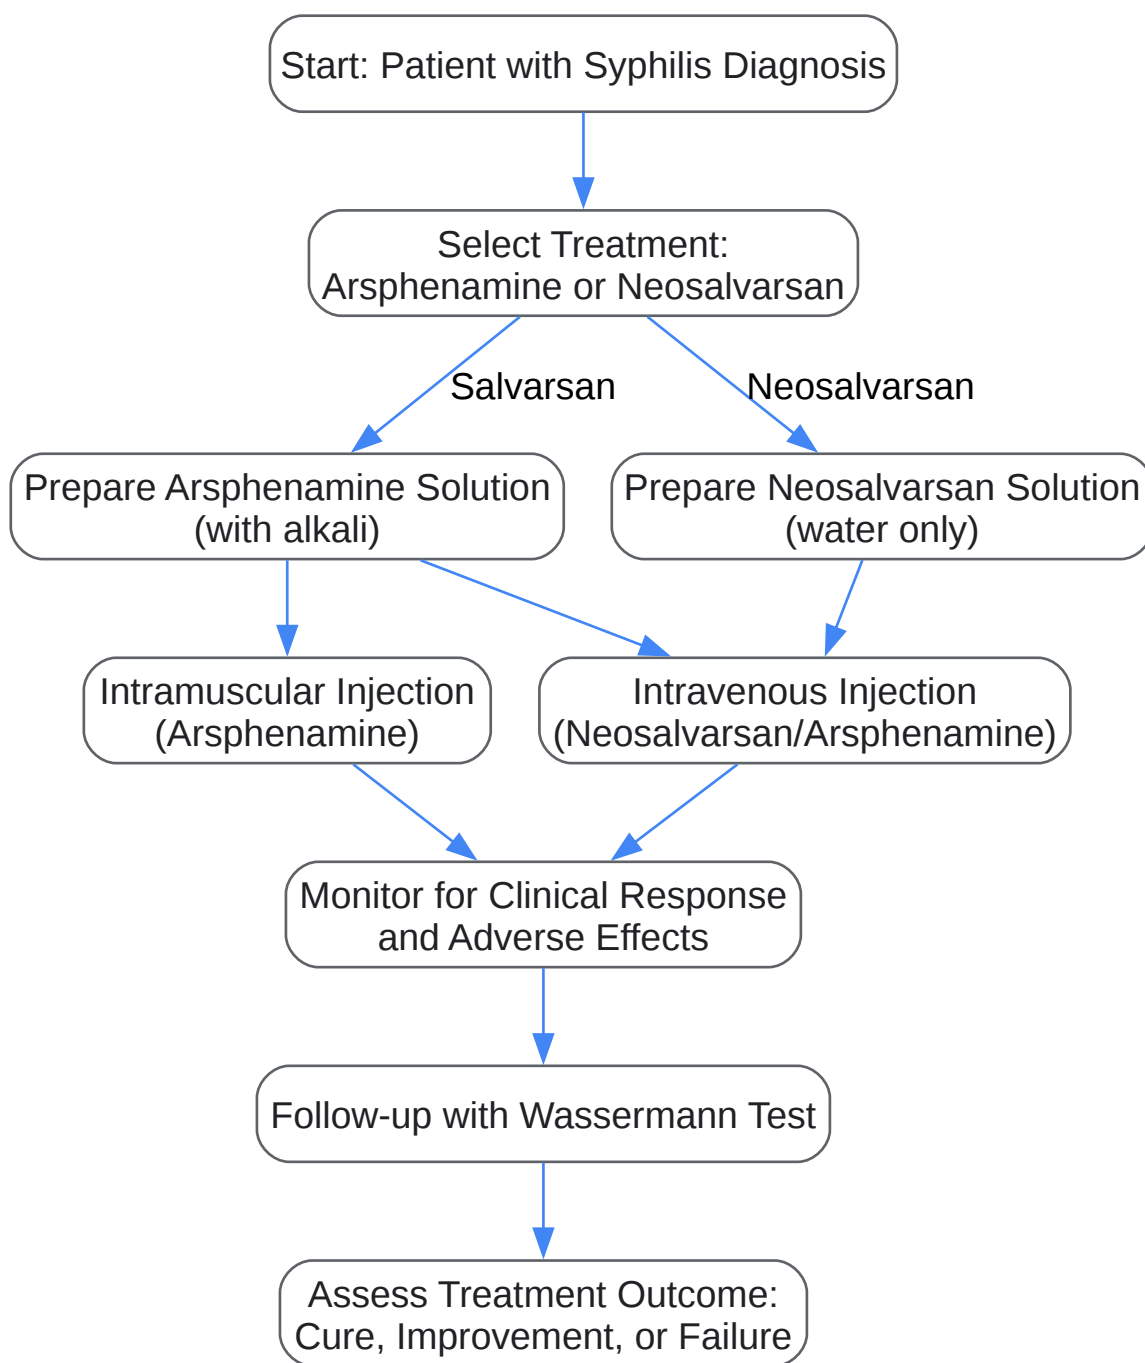 Start: Patient with Syphilis Diagnosis
Select Treatment:
Arsphenamine or Neosalvarsan
Salvarsan
Neosalvarsan
Prepare Arsphenamine Solution
(with alkali)
Prepare Neosalvarsan Solution
(water only)
Intramuscular Injection
(Arsphenamine)
Intravenous Injection
(Neosalvarsan/Arsphenamine)
Monitor for Clinical Response
and Adverse Effects
Follow-up with Wassermann Test
Assess Treatment Outcome:
Cure, Improvement, or Failure